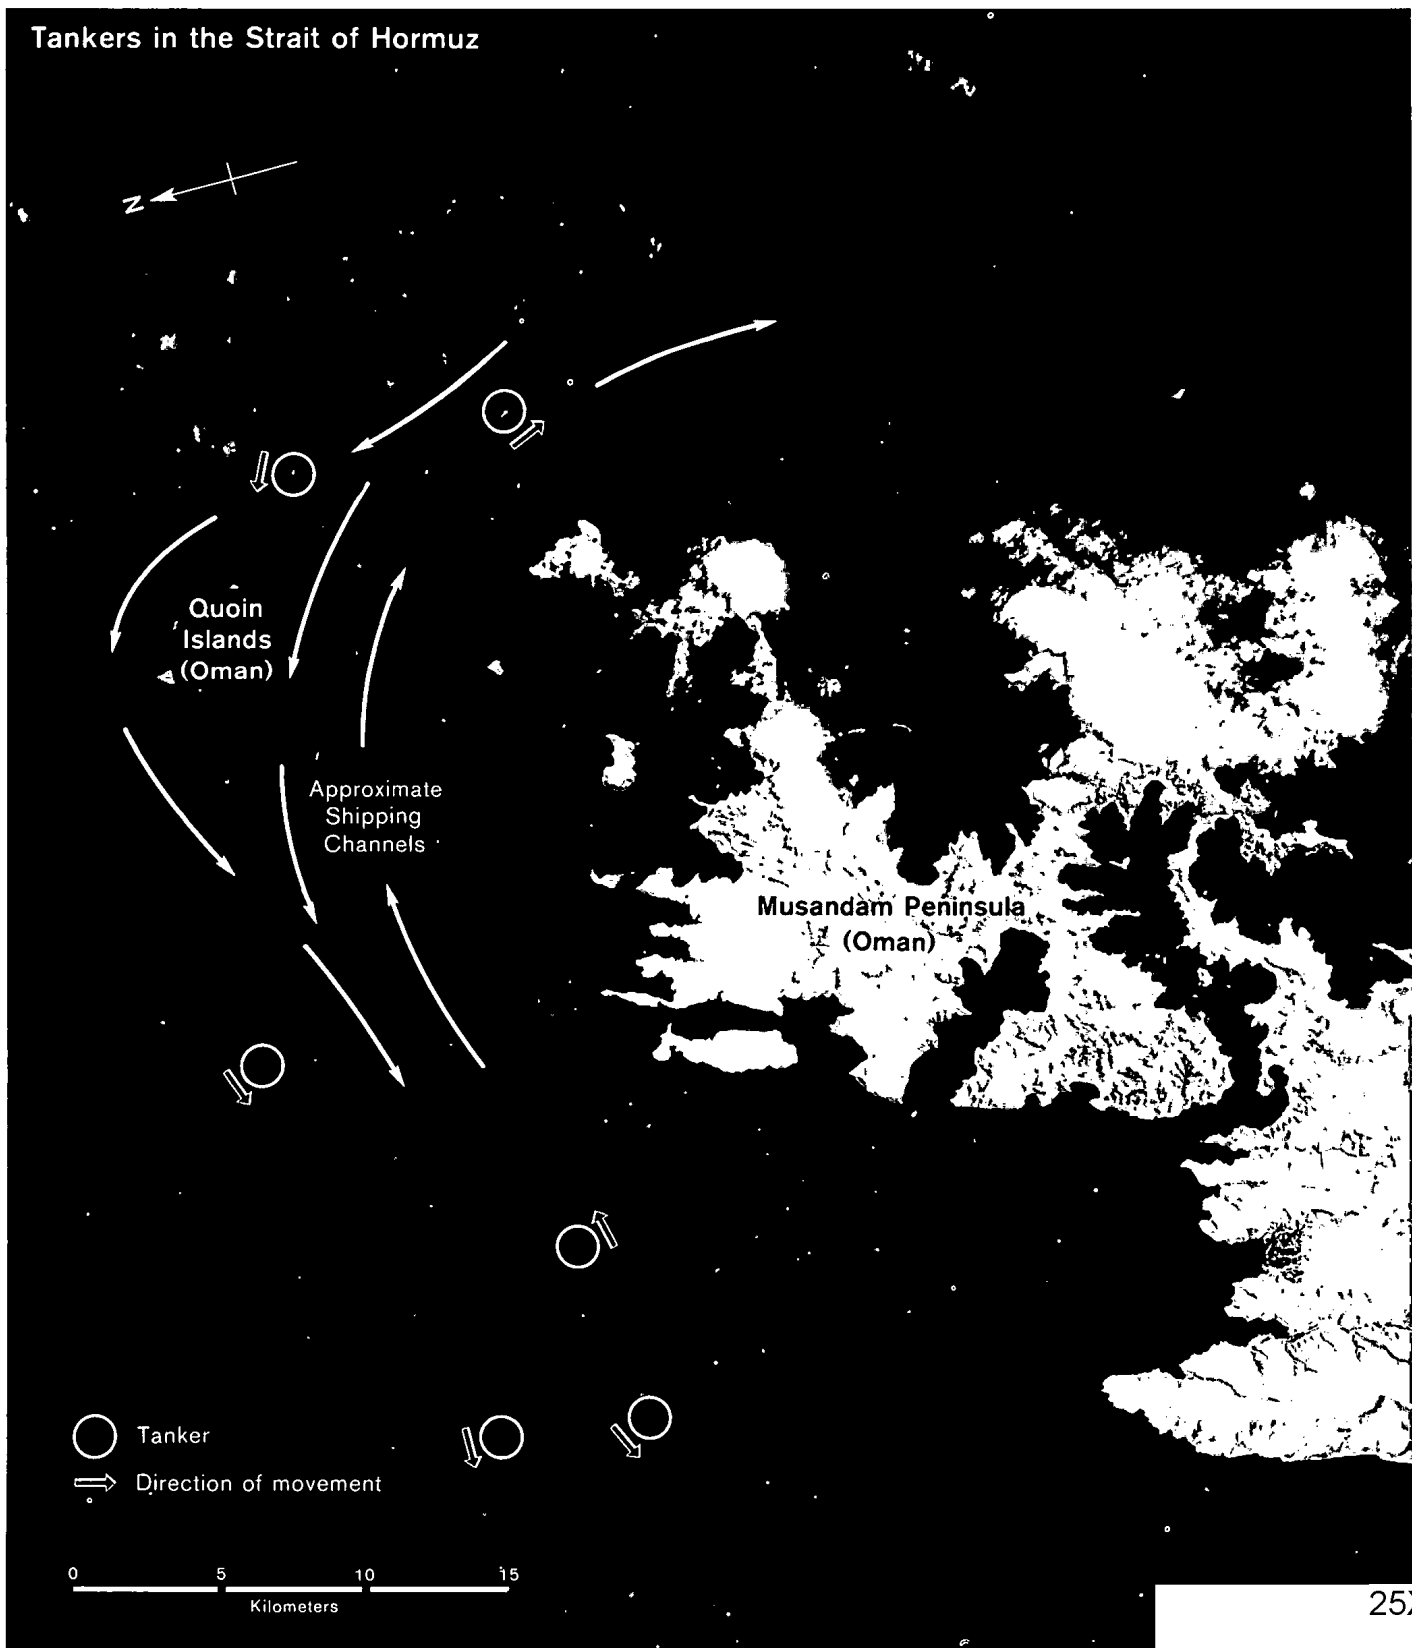 Tankers in the Strait of Hormuz
N
Quoin
Islands
(Oman)
Approximate
Shipping
Channels
Musandam Peninsula
(Oman)
Tanker
Direction of movement
0 5 10 15
Kilometers